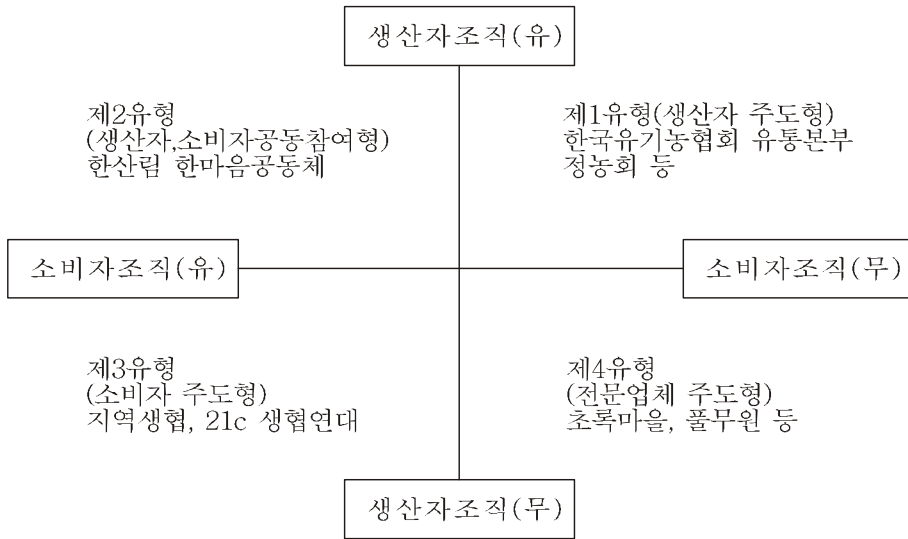 생산자조직(유)
제2유형
(생산자,소비자공동참여형)
한산림 한마음공동체
제1유형(생산자 주도형)
한국유기농협회 유통본부
정농회 등
소비자조직(유)
소비자조직(무)
제3유형
(소비자 주도형)
지역생협, 21c 생협연대
제4유형
(전문업체 주도형)
초록마을, 풀무원 등
생산자조직(무)